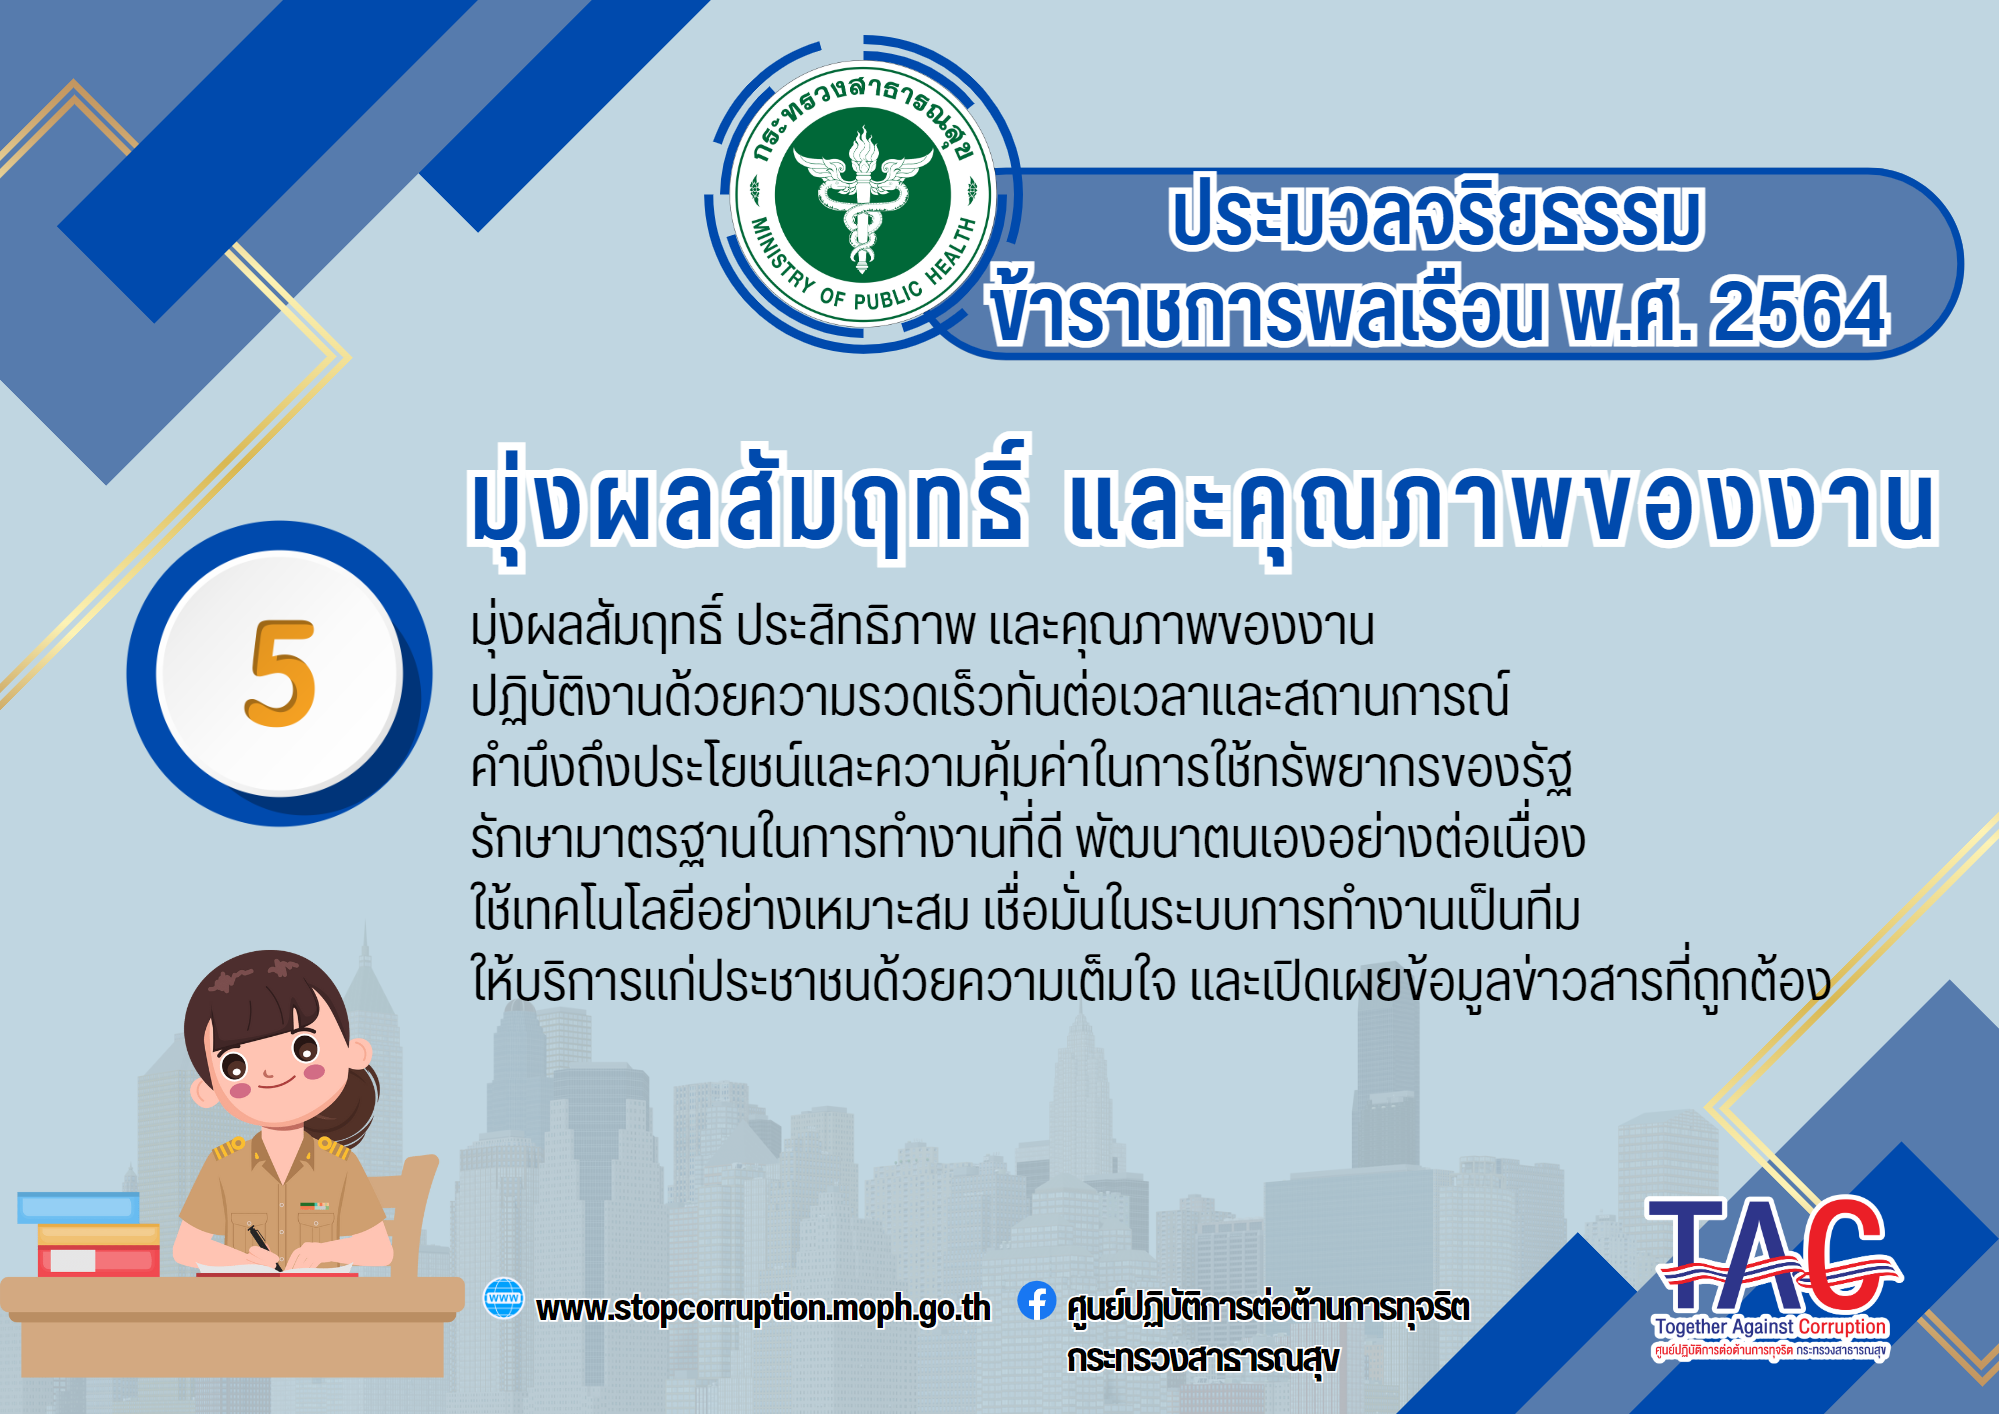 กระทรวงสาธารณสุข
MINISTRY OF PUBLIC HEALTH
ประมวลจริยธรรม
ข้าราชการพลเรือน พ.ศ. 2564
มุ่งผลสัมฤทธิ์ และคุณภาพของงาน
5
มุ่งผลสัมฤทธิ์ ประสิทธิภาพ และคุณภาพของงาน
ปฏิบัติงานด้วยความรวดเร็วทันต่อเวลาและสถานการณ์
คำนึงถึงประโยชน์และความคุ้มค่าในการใช้ทรัพยากรของรัฐ
รักษามาตรฐานในการทำงานที่ดี พัฒนาตนเองอย่างต่อเนื่อง
ใช้เทคโนโลยีอย่างเหมาะสม เชื่อมั่นในระบบการทำงานเป็นทีม
ให้บริการแก่ประชาชนด้วยความเต็มใจ และเปิดเผยข้อมูลข่าวสารที่ถูกต้อง
www
www.stopcorruption.moph.go.th
ศูนย์ปฏิบัติการต่อต้านการทุจริต
กระทรวงสาธารณสุข
TAC
Together Against Corruption
ศูนย์ปฏิบัติการต่อต้านการทุจริต กระทรวงสาธารณสุข